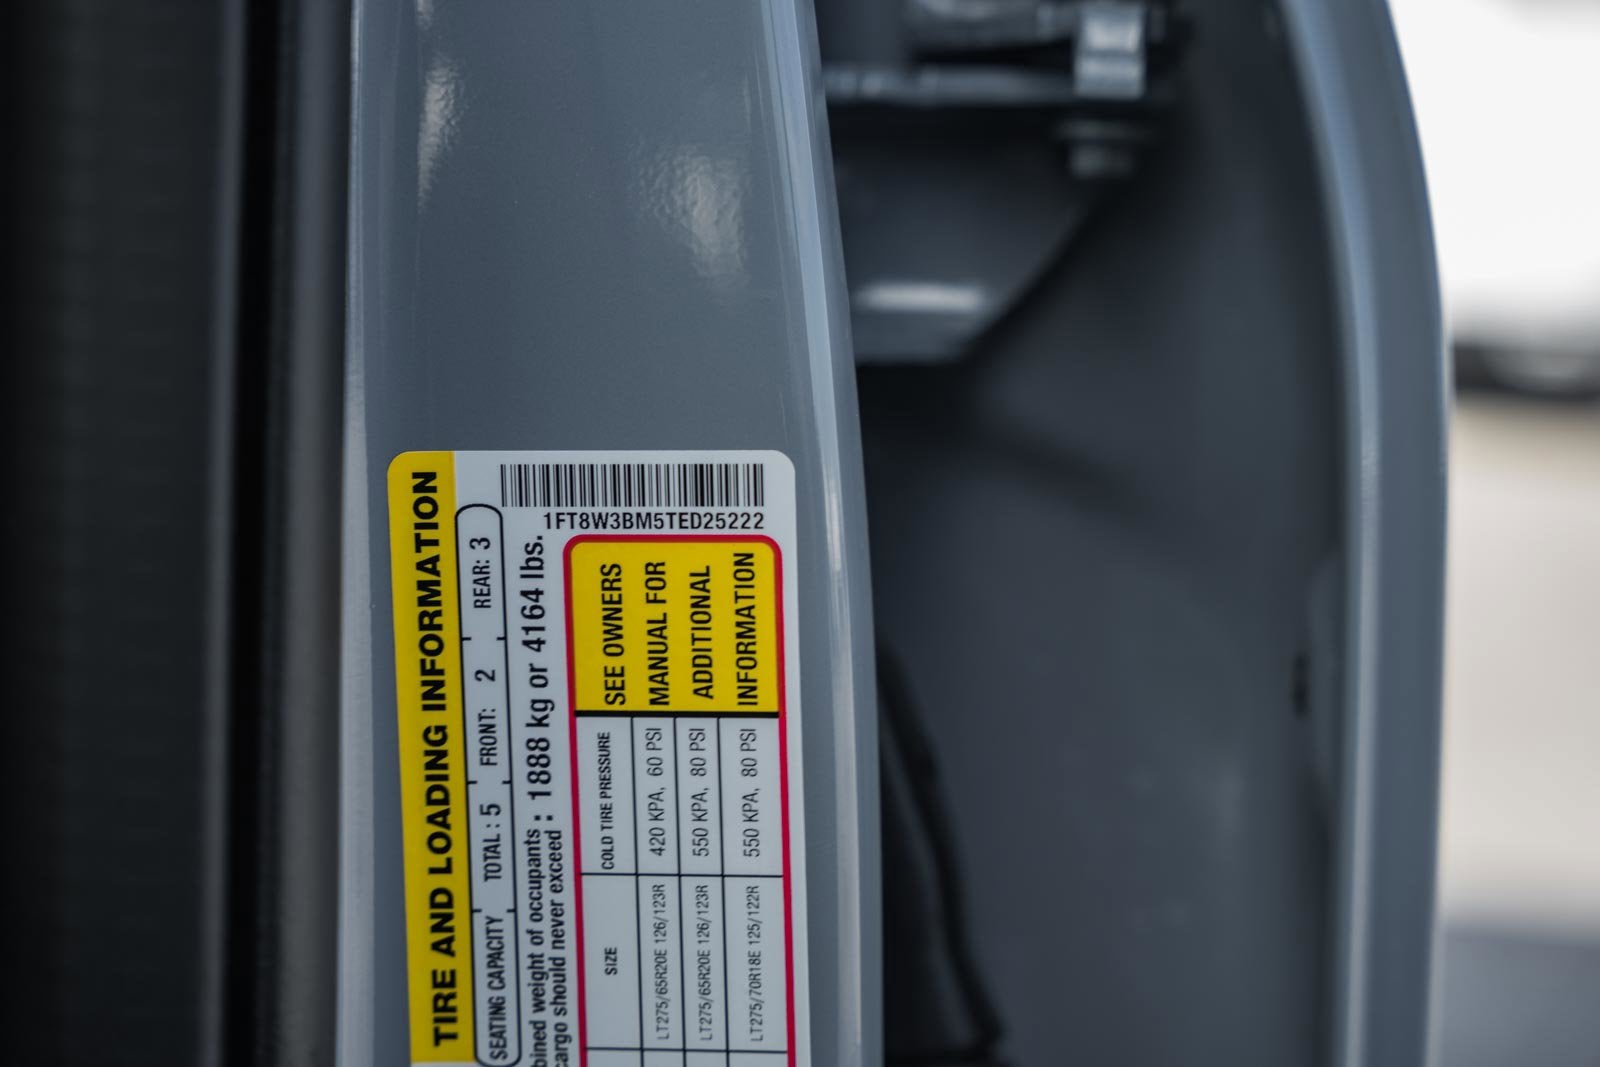 1FT8W3BM5TED25222
TIRE AND LOADING INFORMATION
SEATING CAPACITY TOTAL : 5 FRONT: 2 REAR: 3
of occupants : 1888 kg or 4164 lbs.
weight
cargo should never exceed :
SIZE COLD TIRE PRESSURE
SEE OWNERS
MANUAL FOR
ADDITIONAL
INFORMATION
LT275/65R20E 126/123R 420 KPA, 60 PSI
LT275/65R20E 126/123R 550 KPA, 80 PSI
LT275/70R18E 125/122R 550 KPA, 80 PSI